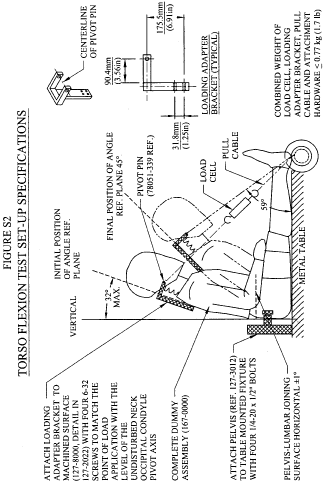 FIGURE S2
TORSO FLEXION TEST SET-UP SPECIFICATIONS
ATTACH LOADING
ADAPTER BRACKET TO
MACHINED SURFACE
(127-8000, DETAIL IN
127-2022) WITH FOUR 6-32
SCREWS TO MATCH THE
POINT OF LOAD
APPLICATION WITH THE
LEVEL OF THE
UNDISTURBED NECK
OCCIPITAL CONDYLE
PIVOT AXIS
COMPLETE DUMMY
ASSEMBLY (167-0000)
ATTACH PELVIS (REF. 127-3012)
TO TABLE MOUNTED FIXTURE
WITH FOUR 1/4-20 x 1/2" BOLTS
PELVIS-LUMBAR JOINING
SURFACE HORIZONTAL ±1°
VERTICAL
32°
MAX.
INITIAL POSITION
OF ANGLE REF.
PLANE
FINAL POSITION OF ANGLE
REF. PLANE 45°
PIVOT PIN
(78051-339 REF.)
LOAD
CELL
PULL
CABLE
59°
METAL TABLE
CENTERLINE
OF PIVOT PIN
90.4mm
(3.56in)
175.5mm
(6.91in)
31.8mm
(1.25in)
LOADING ADAPTER
BRACKET (TYPICAL)
COMBINED WEIGHT OF
LOAD CELL, LOADING
ADAPTER BRACKET, PULL
CABLE AND ATTACHMENT
HARDWARE ≤ 0.77 kg (1.7 lb)